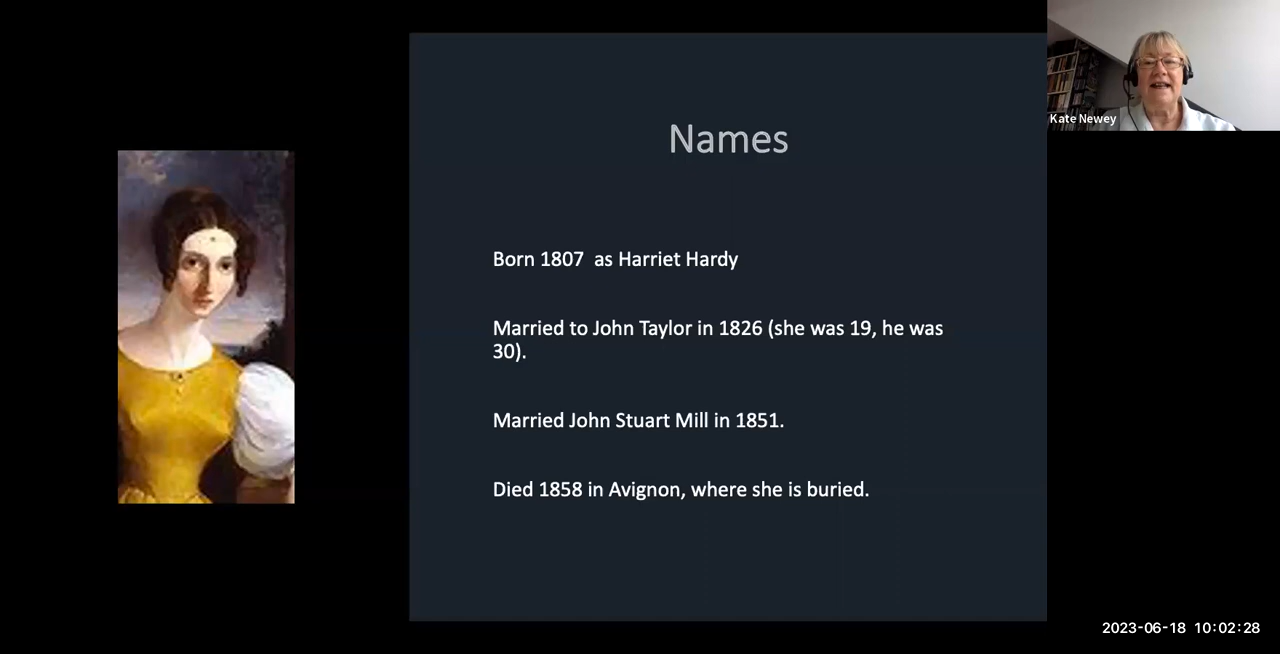 Names
Born 1807  as Harriet Hardy
Married to John Taylor in 1826 (she was 19, he was
30).
Married John Stuart Mill in 1851.
Died 1858 in Avignon, where she is buried.
Kate Newey
2023-06-18 10:02:28